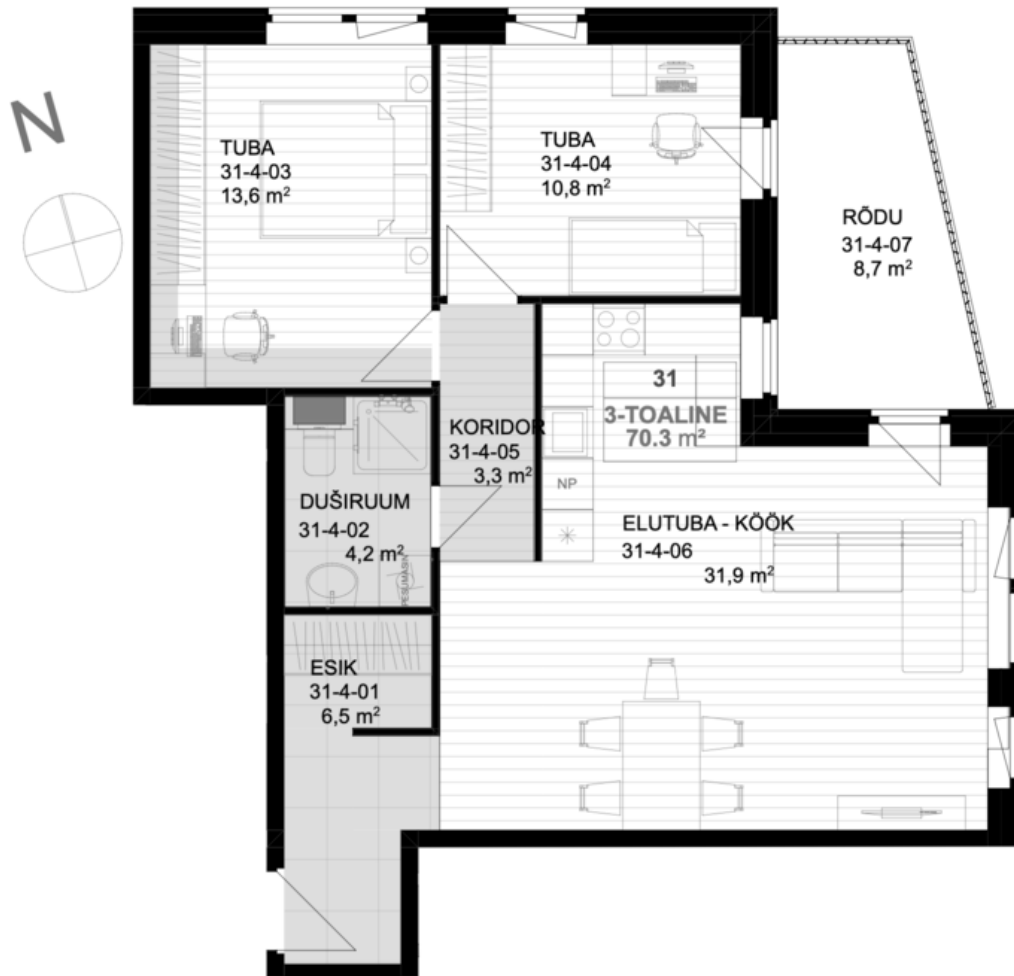 N
TUBA
31-4-03
13,6 m²
TUBA
31-4-04
10,8 m²
RÕDU
31-4-07
8,7 m²
31
3-TOALINE
70.3 m²
KORIDOR
31-4-05
3,3 m²
NP
DUŠIRUUM
31-4-02
4,2 m²
PESUMASIN
ELUTUBA - KÖÖK
31-4-06
31,9 m²
ESIK
31-4-01
6,5 m²